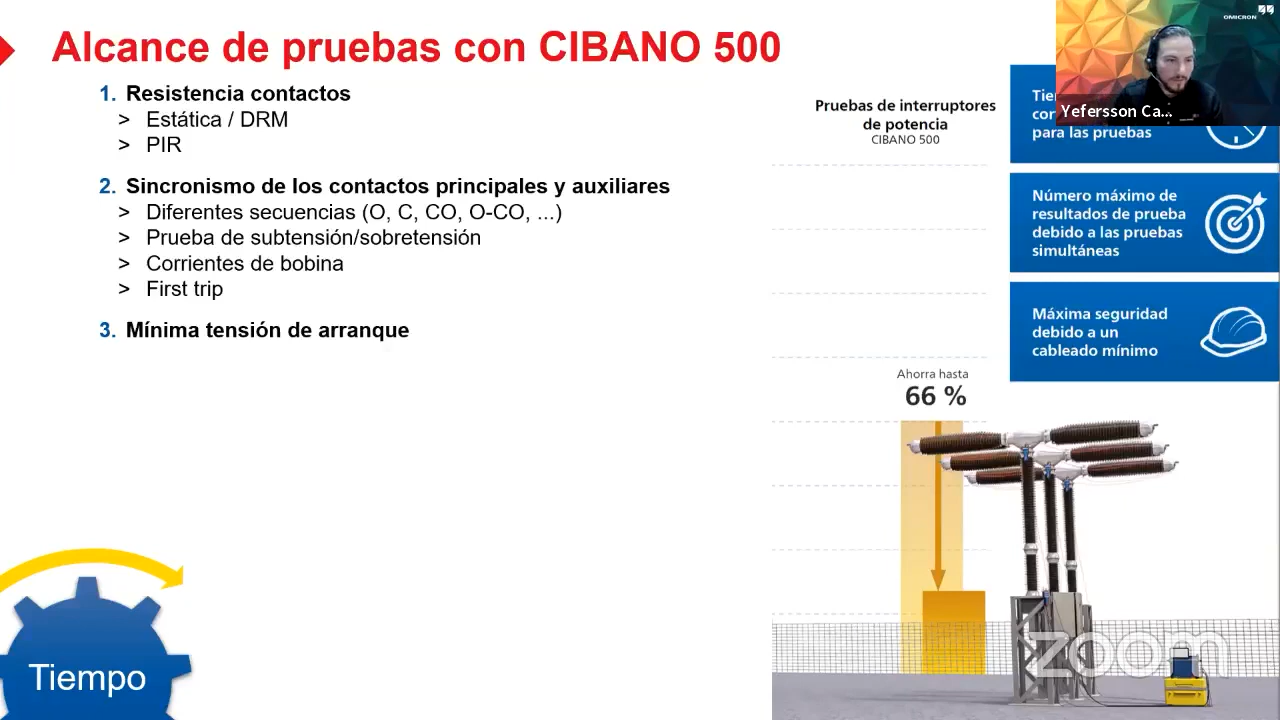 Alcance de pruebas con CIBANO 500
1. Resistencia contactos
> Estática / DRM
> PIR
2. Sincronismo de los contactos principales y auxiliares
> Diferentes secuencias (O, C, CO, O-CO, ...)
> Prueba de subtensión/sobretensión
> Corrientes de bobina
> First trip
3. Mínima tensión de arranque
Tiempo
Pruebas de interruptores
de potencia
CIBANO 500
Ahorra hasta
66 %
OMICRON
Yefersson Ca...
para las pruebas
Número máximo de
resultados de prueba
debido a las pruebas
simultáneas
Máxima seguridad
debido a un
cableado mínimo
zoom